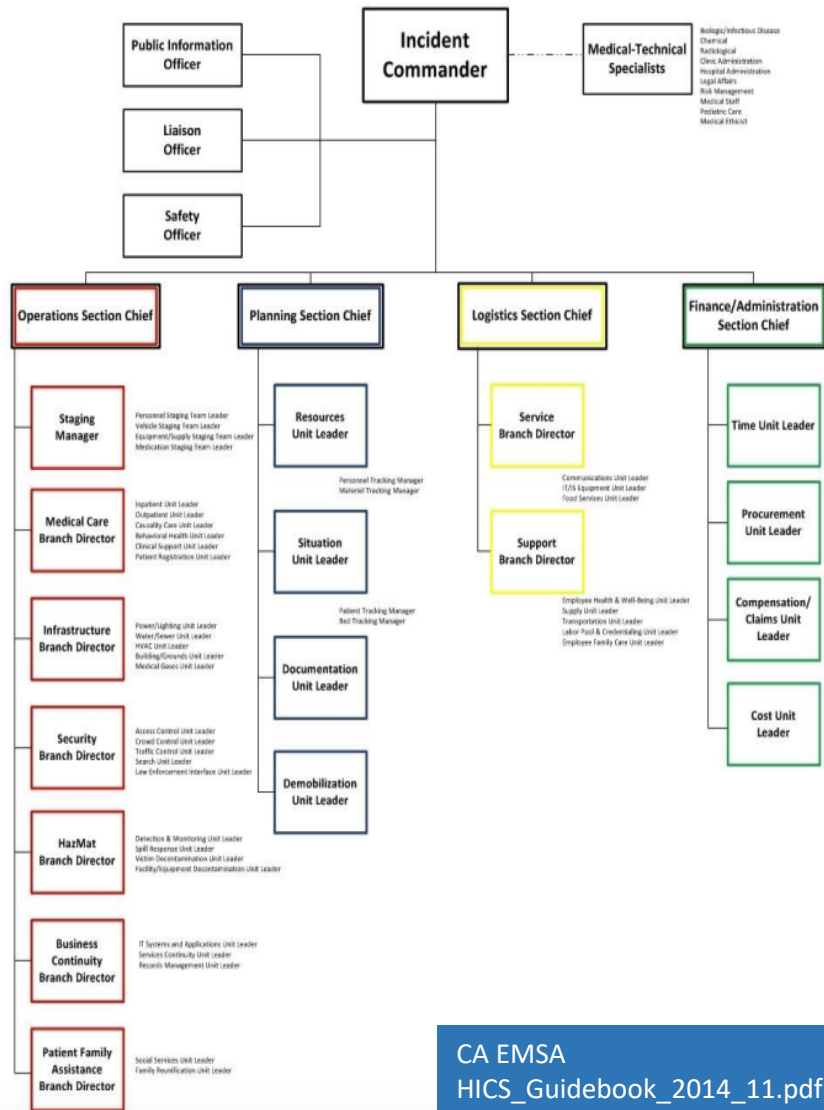 Incident
Commander
Public Information
Officer
Liaison
Officer
Safety
Officer
Medical-Technical
Specialists
Biologic/Infectious Disease
Chemical
Radiological
Clinic Administration
Hospital Administration
Legal Affairs
Risk Management
Medical Staff
Pediatric Care
Medical Ethicist
Operations Section Chief
Staging
Manager
Personnel Staging Team Leader
Vehicle Staging Team Leader
Equipment/Supply Staging Team Leader
Medication Staging Team Leader
Medical Care
Branch Director
Inpatient Unit Leader
Outpatient Unit Leader
Causality Care Unit Leader
Behavioral Health Unit Leader
Clinical Support Unit Leader
Patient Registration Unit Leader
Infrastructure
Branch Director
Power/Lighting Unit Leader
Water/Sewer Unit Leader
HVAC Unit Leader
Building/Grounds Unit Leader
Medical Gases Unit Leader
Security
Branch Director
Access Control Unit Leader
Crowd Control Unit Leader
Traffic Control Unit Leader
Search Unit Leader
Law Enforcement Interface Unit Leader
HazMat
Branch Director
Detection & Monitoring Unit Leader
Spill Response Unit Leader
Victim Decontamination Unit Leader
Facility/Equipment Decontamination Unit Leader
Business
Continuity
Branch Director
IT Systems and Applications Unit Leader
Services Continuity Unit Leader
Records Management Unit Leader
Patient Family
Assistance
Branch Director
Social Services Unit Leader
Family Reunification Unit Leader
Planning Section Chief
Resources
Unit Leader
Personnel Tracking Manager
Materiel Tracking Manager
Situation
Unit Leader
Patient Tracking Manager
Bed Tracking Manager
Documentation
Unit Leader
Demobilization
Unit Leader
Logistics Section Chief
Service
Branch Director
Communications Unit Leader
IT/IS Equipment Unit Leader
Food Services Unit Leader
Support
Branch Director
Employee Health & Well-Being Unit Leader
Supply Unit Leader
Transportation Unit Leader
Labor Pool & Credentialing Unit Leader
Employee Family Care Unit Leader
Finance/Administration
Section Chief
Time Unit Leader
Procurement
Unit Leader
Compensation/
Claims Unit
Leader
Cost Unit
Leader
CA EMSA
HICS_Guidebook_2014_11.pdf